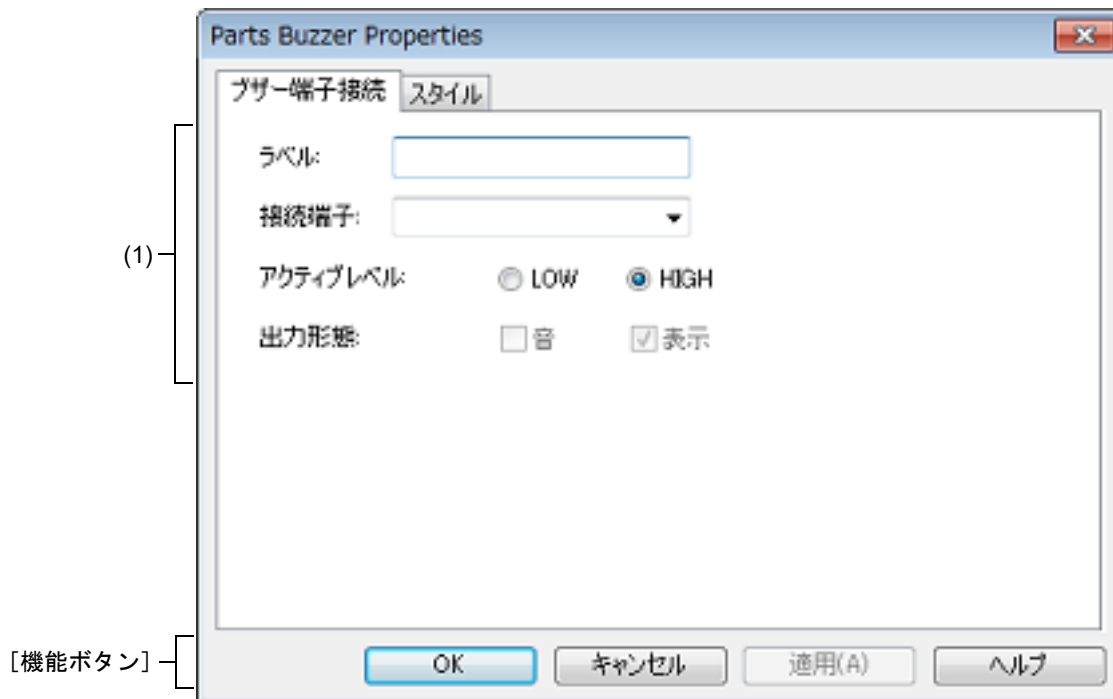 Parts Buzzer Properties
ブザー端子接続 スタイル
ラベル:
接続端子:
(1)
アクティブレベル: LOW HIGH
出力形態: 音 表示
[機能ボタン]
OK キャンセル 適用(A) ヘルプ